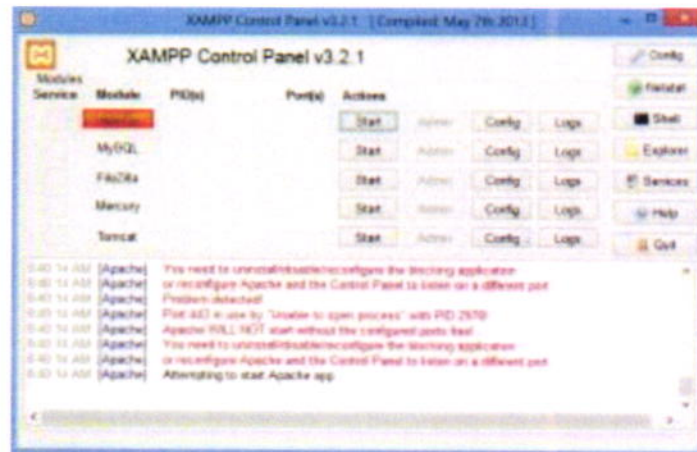 XAMPP Control Panel v3.2.1 [ Compiled: May 7th 2013 ]
XAMPP Control Panel v3.2.1
Modules
Service Module PID(s) Port(s) Actions
Start Admin Config Logs
MySQL Start Admin Config Logs
FileZilla Start Admin Config Logs
Mercury Start Admin Config Logs
Tomcat Start Admin Config Logs
Config
Netstat
Shell
Explorer
Services
Help
Quit
[Apache] You need to uninstall/disable/reconfigure the blocking application
[Apache] or reconfigure Apache and the Control Panel to listen on a different port
[Apache] Problem detected!
[Apache] Port 443 in use by "Unable to open process" with PID
[Apache] Apache WILL NOT start without the configured ports free!
[Apache] You need to uninstall/disable/reconfigure the blocking application
[Apache] or reconfigure Apache and the Control Panel to listen on a different port
[Apache] Attempting to start Apache app